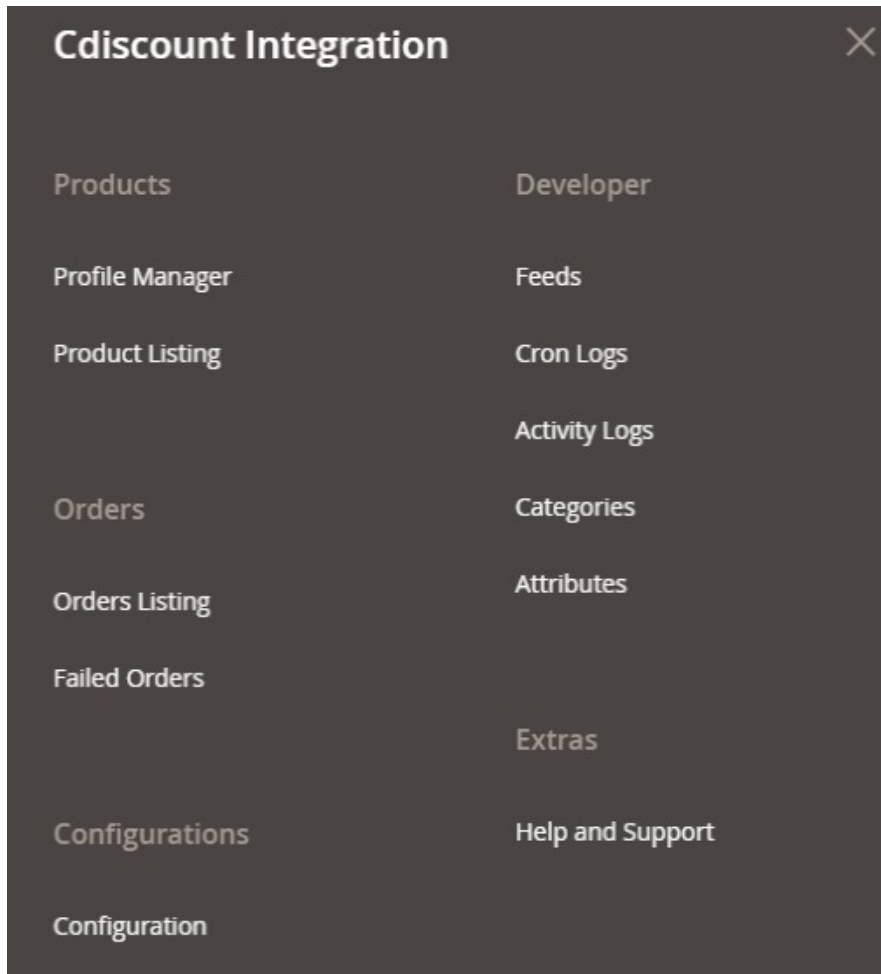 Cdiscount Integration
Products
Profile Manager
Product Listing
Orders
Orders Listing
Failed Orders
Configurations
Configuration
Developer
Feeds
Cron Logs
Activity Logs
Categories
Attributes
Extras
Help and Support